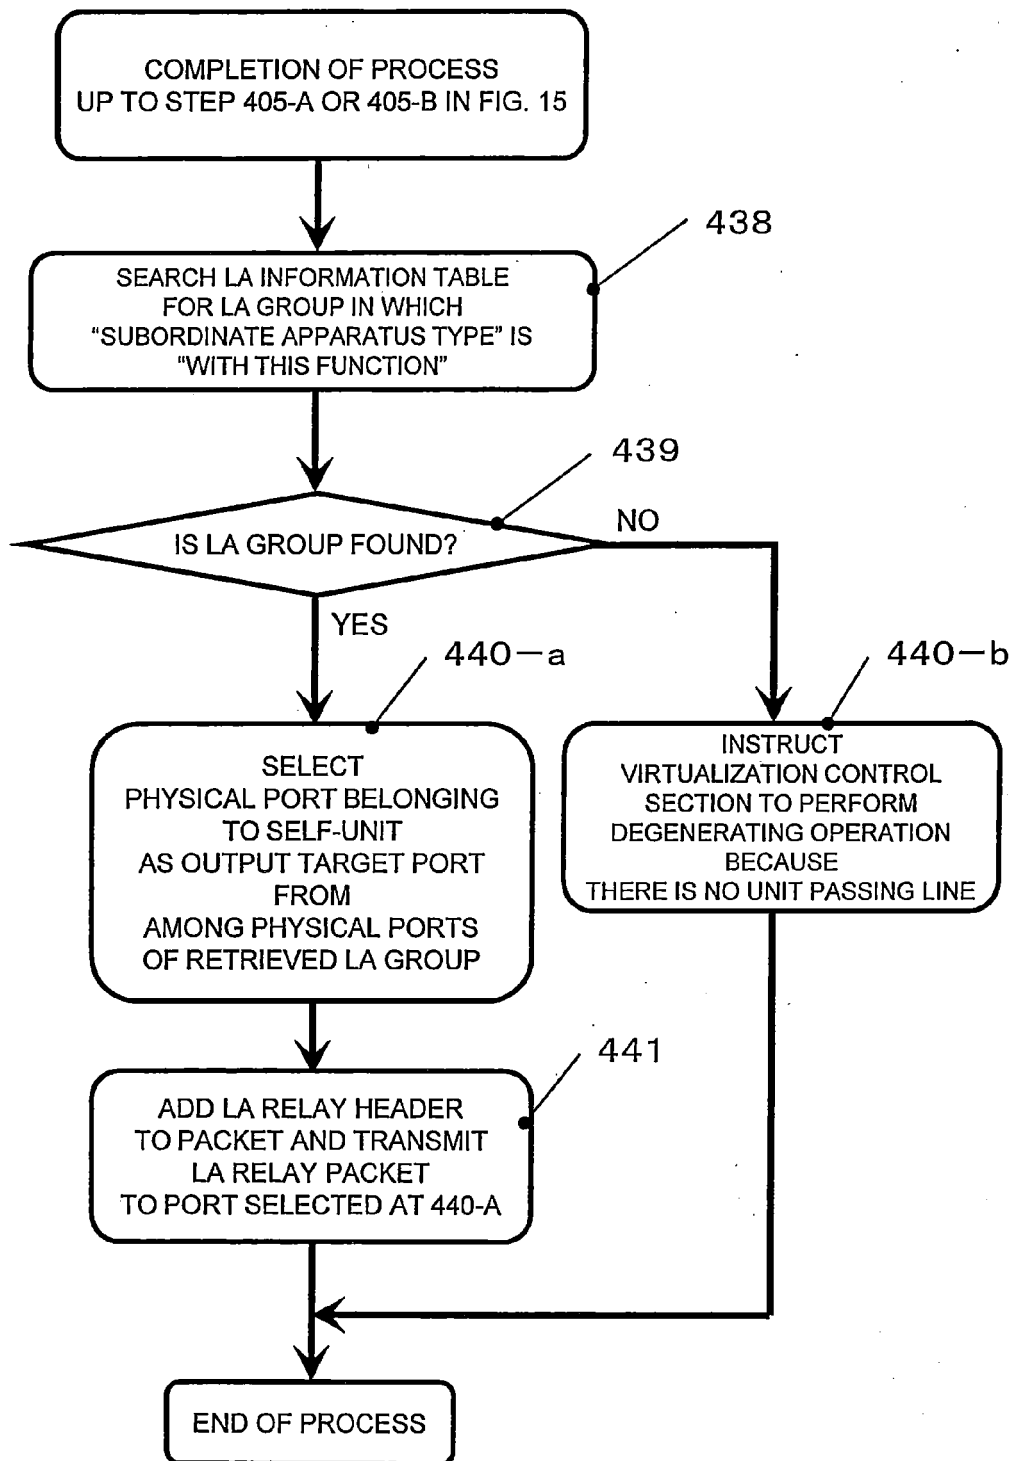 COMPLETION OF PROCESS
UP TO STEP 405-A OR 405-B IN FIG. 15
438
SEARCH LA INFORMATION TABLE
FOR LA GROUP IN WHICH
“SUBORDINATE APPARATUS TYPE” IS
“WITH THIS FUNCTION”
439
IS LA GROUP FOUND?
NO
YES
440-a
440-b
SELECT
PHYSICAL PORT BELONGING
TO SELF-UNIT
AS OUTPUT TARGET PORT
FROM
AMONG PHYSICAL PORTS
OF RETRIEVED LA GROUP
INSTRUCT
VIRTUALIZATION CONTROL
SECTION TO PERFORM
DEGENERATING OPERATION
BECAUSE
THERE IS NO UNIT PASSING LINE
441
ADD LA RELAY HEADER
TO PACKET AND TRANSMIT
LA RELAY PACKET
TO PORT SELECTED AT 440-A
END OF PROCESS